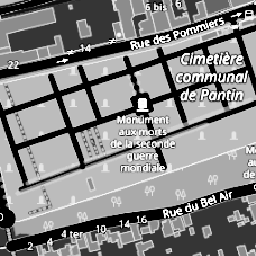 6 bis
Rue des Pommiers
14
22
Cimetière
communal
de Pantin
Monument
aux morts
de la seconde
guerre
mondiale
Rue du Bel Air
2
4
4 ter
10
14
16